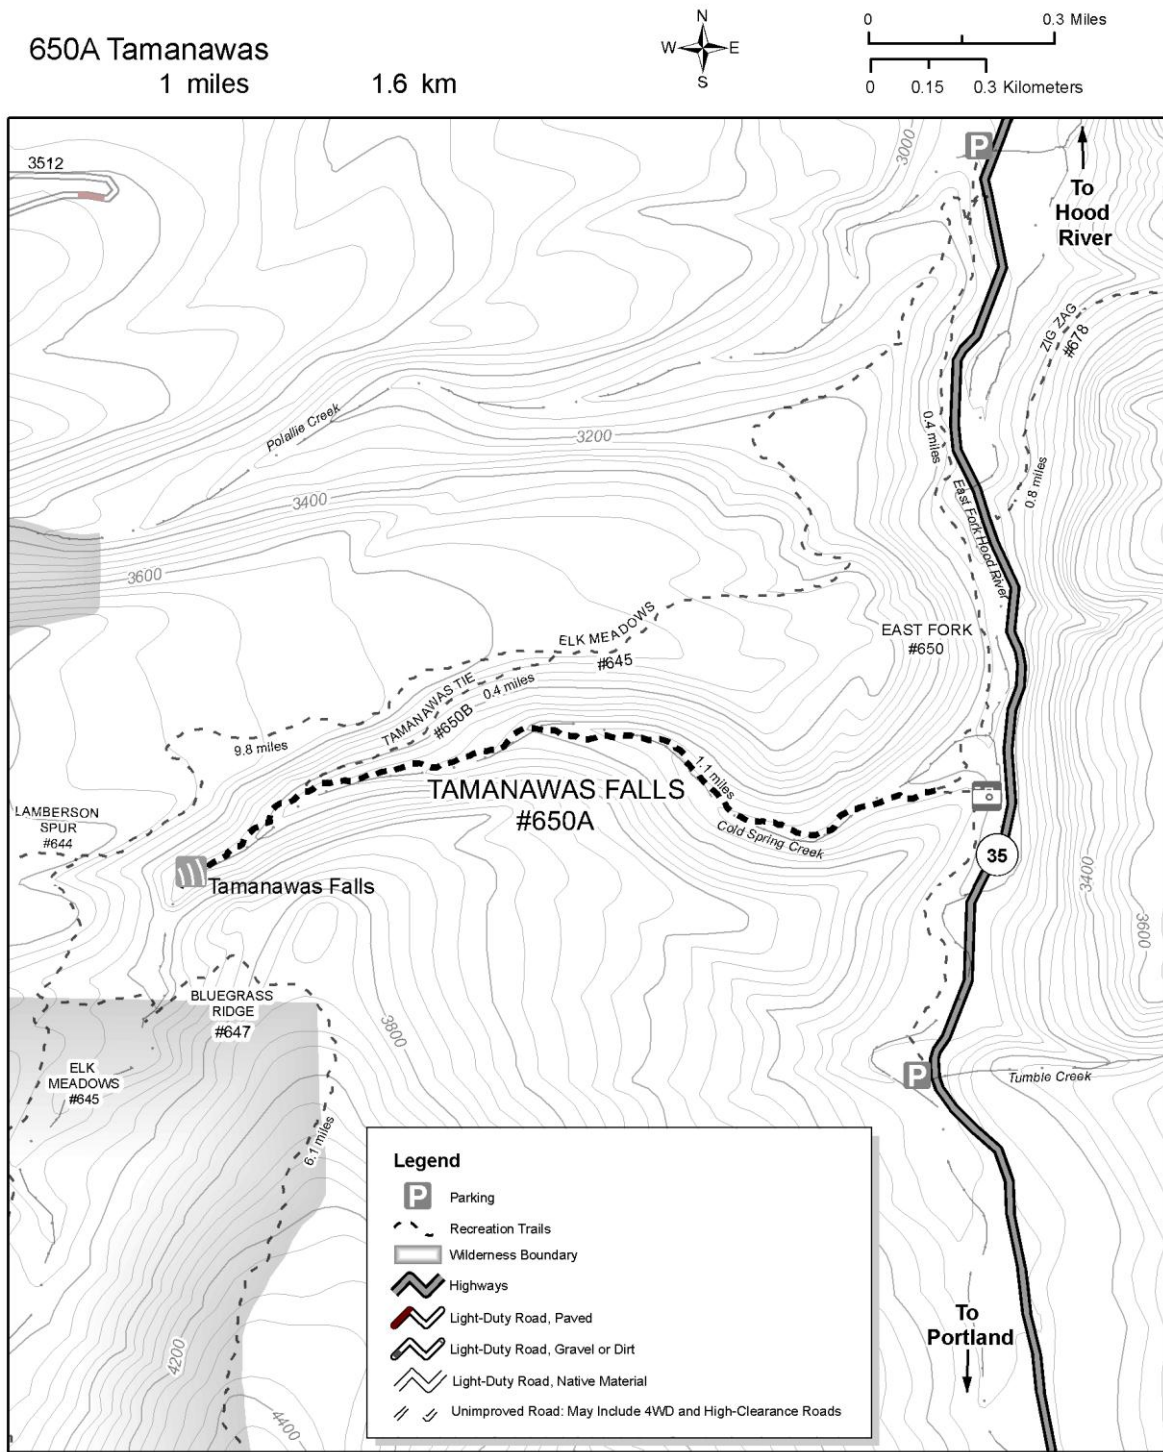 650A Tamanawas
1 miles 1.6 km
N
W E
S
0 0.3 Miles
0 0.15 0.3 Kilometers
3512
3000
P
To
Hood
River
ZIG ZAG
#678
Polallie Creek
3200
0.4 miles
0.8 miles
3400
East Fork Hood River
3600
ELK MEADOWS
#645
EAST FORK
#650
TAMANAWAS TIE
0.4 miles
#650B
9.8 miles
1.1 miles
TAMANAWAS FALLS
#650A
Cold Spring Creek
LAMBERSON
SPUR
#644
35
Tamanawas Falls
3400
3600
BLUEGRASS
RIDGE
#647
3800
ELK
MEADOWS
#645
P
Tumble Creek
6.1 miles
4200
4400
To
Portland
Legend
P Parking
Recreation Trails
Wilderness Boundary
Highways
Light-Duty Road, Paved
Light-Duty Road, Gravel or Dirt
Light-Duty Road, Native Material
Unimproved Road: May Include 4WD and High-Clearance Roads